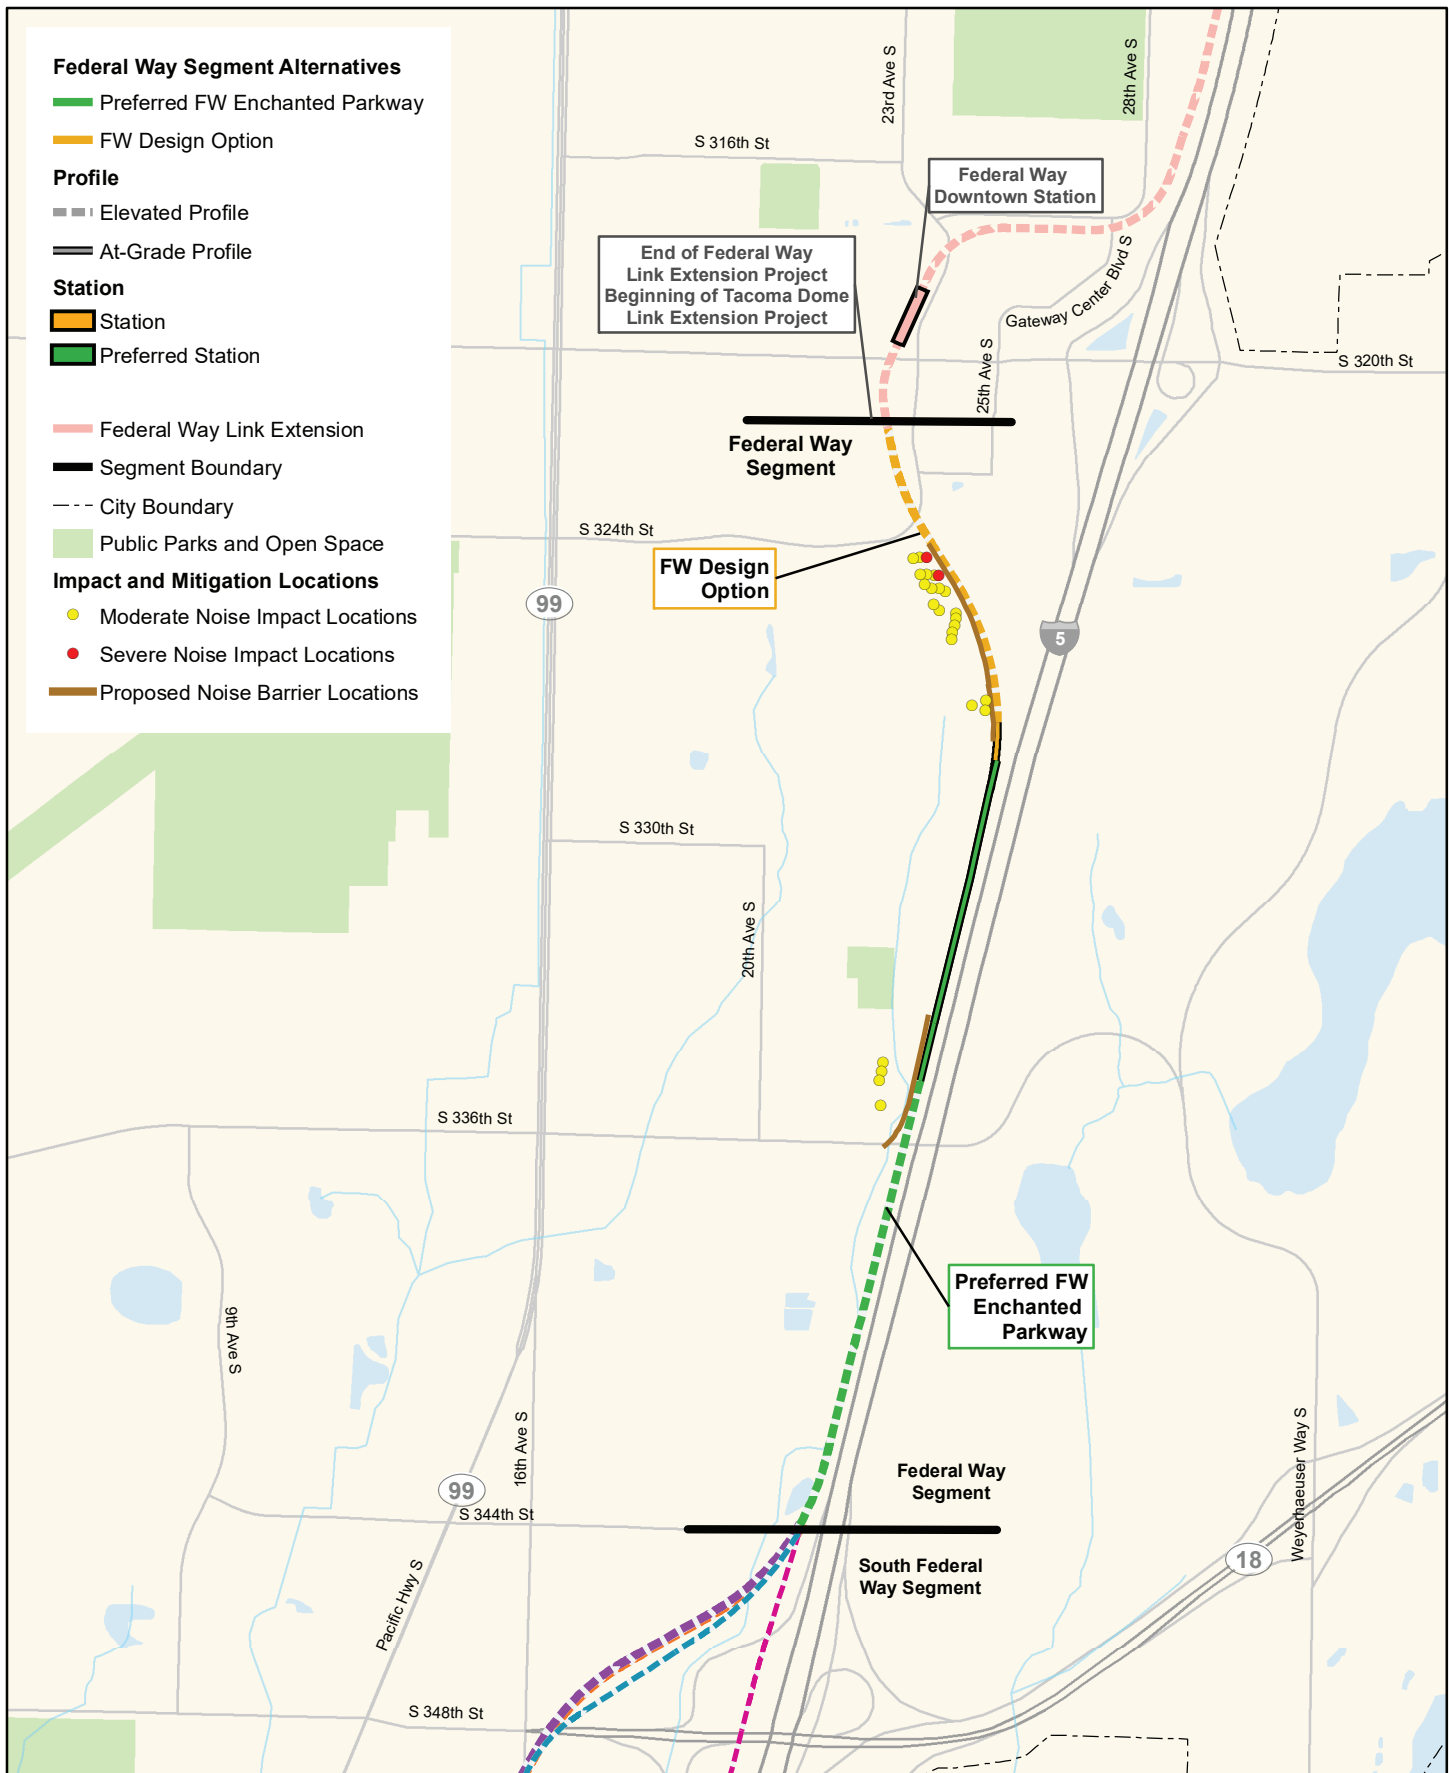 Federal Way Segment Alternatives
Preferred FW Enchanted Parkway
FW Design Option
Profile
Elevated Profile
At-Grade Profile
Station
Station
Preferred Station
Federal Way Link Extension
Segment Boundary
City Boundary
Public Parks and Open Space
Impact and Mitigation Locations
Moderate Noise Impact Locations
Severe Noise Impact Locations
Proposed Noise Barrier Locations
23rd Ave S
28th Ave S
S 316th St
Federal Way
Downtown Station
End of Federal Way
Link Extension Project
Beginning of Tacoma Dome
Link Extension Project
Gateway Center Blvd S
25th Ave S
S 320th St
Federal Way
Segment
S 324th St
FW Design
Option
99
5
S 330th St
20th Ave S
S 336th St
Preferred FW
Enchanted
Parkway
9th Ave S
16th Ave S
Weyerhaeuser Way S
99
Federal Way
Segment
S 344th St
South Federal
Way Segment
18
Pacific Hwy S
S 348th St